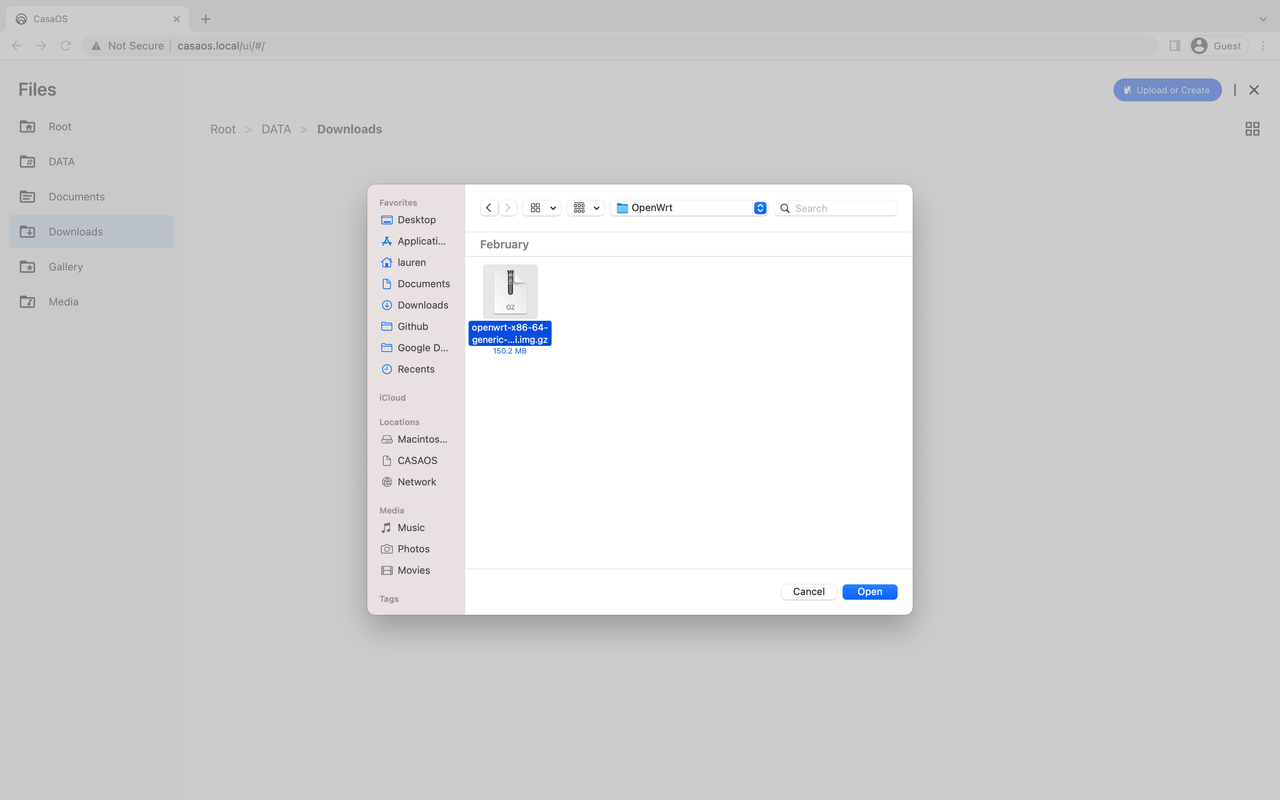 CasaOS
Not Secure
casaos.local/ui/#/
Guest
Files
Upload or Create
Root
DATA
Documents
Downloads
Gallery
Media
Root > DATA > Downloads
Favorites
Desktop
Applicati...
lauren
Documents
Downloads
Github
Google D...
Recents
iCloud
Locations
Macintos...
CASAOS
Network
Media
Music
Photos
Movies
Tags
OpenWrt
Search
February
GZ
openwrt-x86-64-
generic-...i.img.gz
150.2 MB
Cancel
Open